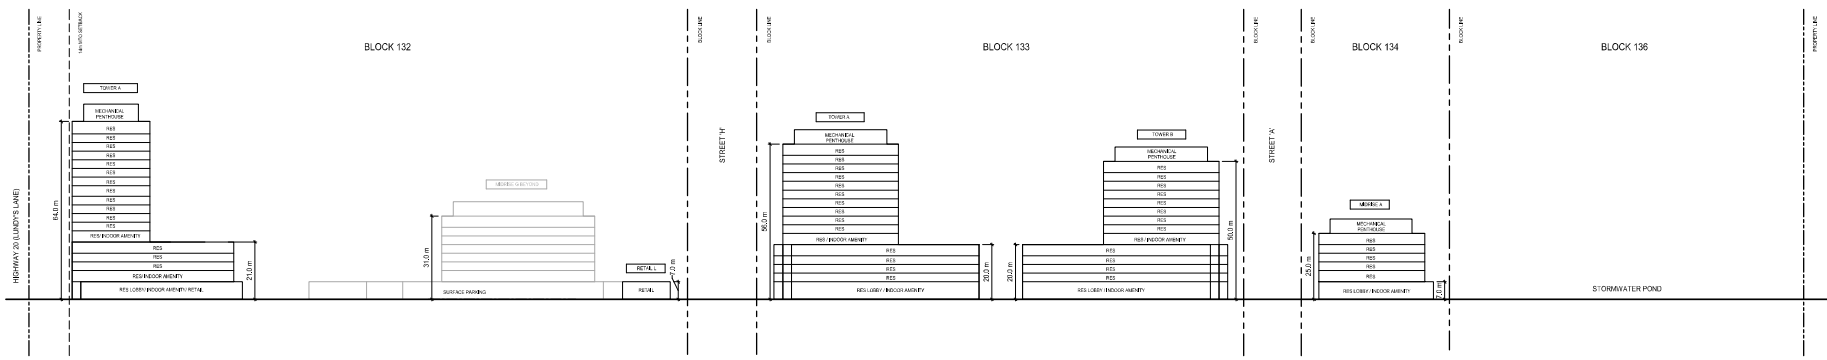 PROPERTY LINE
14m MTO SETBACK
BLOCK 132
BLOCK LINE
BLOCK LINE
BLOCK 133
BLOCK LINE
BLOCK LINE
BLOCK 134
BLOCK LINE
BLOCK 136
PROPERTY LINE
HIGHWAY 20 (LUNDY'S LANE)
TOWER A
MECHANICAL
PENTHOUSE
RES
RES
RES
RES
RES
RES
RES
RES
RES
RES
RES
RES
RES/ INDOOR AMENITY
64.0 m
RES
RES
RES
RES/ INDOOR AMENITY
RES LOBBY/ INDOOR AMENITY/ RETAIL
21.0 m
31.0 m
SURFACE PARKING
RETAIL L
RETAIL
7.0 m
STREET 'H'
TOWER A
MECHANICAL
PENTHOUSE
RES
RES
RES
RES
RES
RES
RES
RES
RES
RES
RES / INDOOR AMENITY
56.0 m
RES
RES
RES
RES
RES LOBBY / INDOOR AMENITY
20.0 m
20.0 m
TOWER B
MECHANICAL
PENTHOUSE
RES
RES
RES
RES
RES
RES
RES
RES
RES / INDOOR AMENITY
50.0 m
RES
RES
RES
RES
RES LOBBY / INDOOR AMENITY
STREET 'A'
MIDRISE A
MECHANICAL
PENTHOUSE
RES
RES
RES
RES
RES
25.0 m
RES LOBBY / INDOOR AMENITY
7.0 m
STORMWATER POND